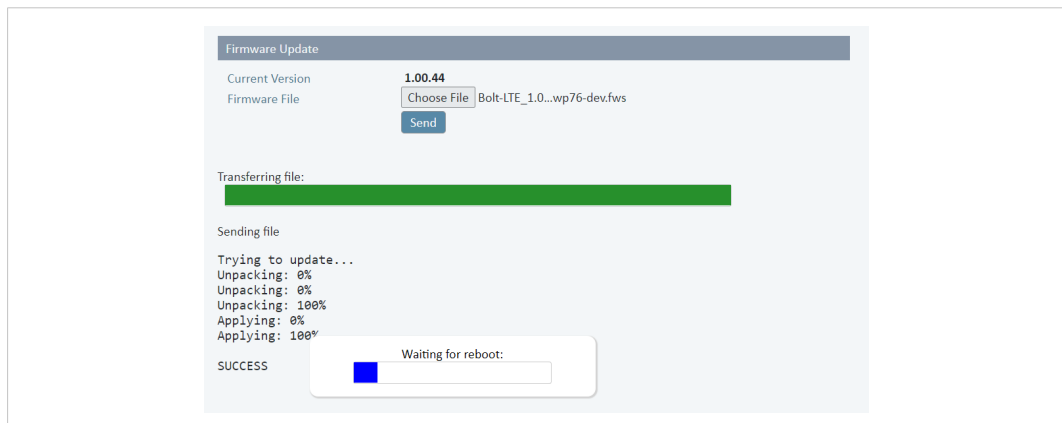 Firmware Update
Current Version 1.00.44
Firmware File Choose File Bolt-LTE_1.0...wp76-dev.fws
Send
Transferring file:
Sending file
Trying to update...
Unpacking: 0%
Unpacking: 0%
Unpacking: 100%
Applying: 0%
Applying: 100%
Waiting for reboot:
SUCCESS